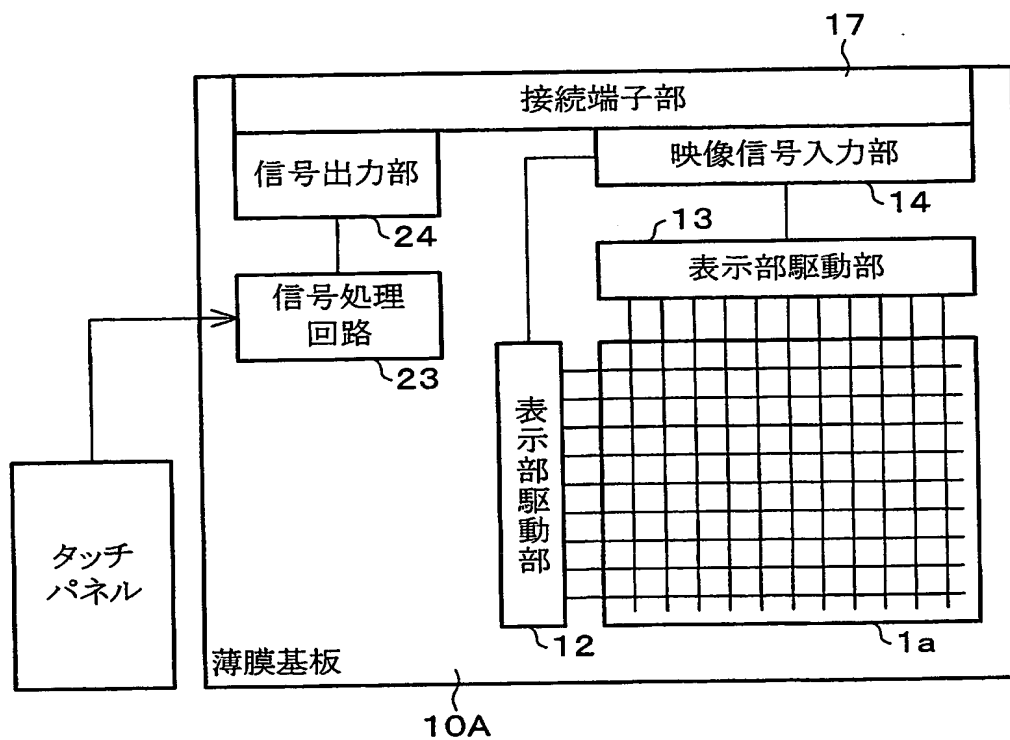 17
接続端子部
信号出力部
映像信号入力部
24
14
13
信号処理
回路
表示部駆動部
23
表示部駆動部
タッチ
パネル
12
1a
薄膜基板
10A